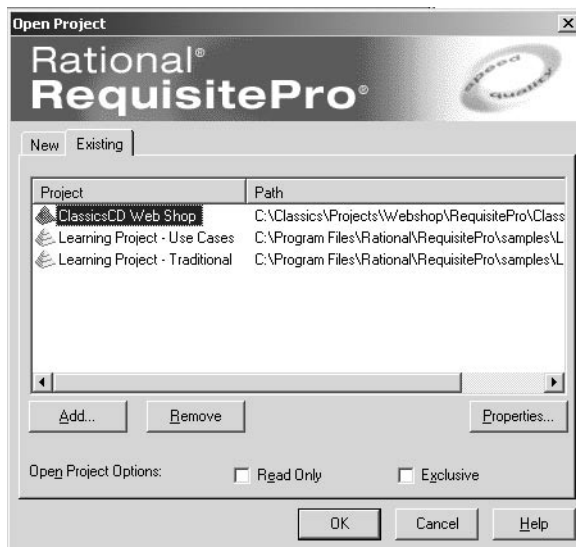 Open Project
Rational®
RequisitePro®
speed
quality
New Existing
Project Path
ClassicsCD Web Shop C:\Classics\Projects\Webshop\RequisitePro\Class
Learning Project - Use Cases C:\Program Files\Rational\RequisitePro\samples\L
Learning Project - Traditional C:\Program Files\Rational\RequisitePro\samples\L
Add... Remove Properties...
Open Project Options: Read Only Exclusive
OK Cancel Help